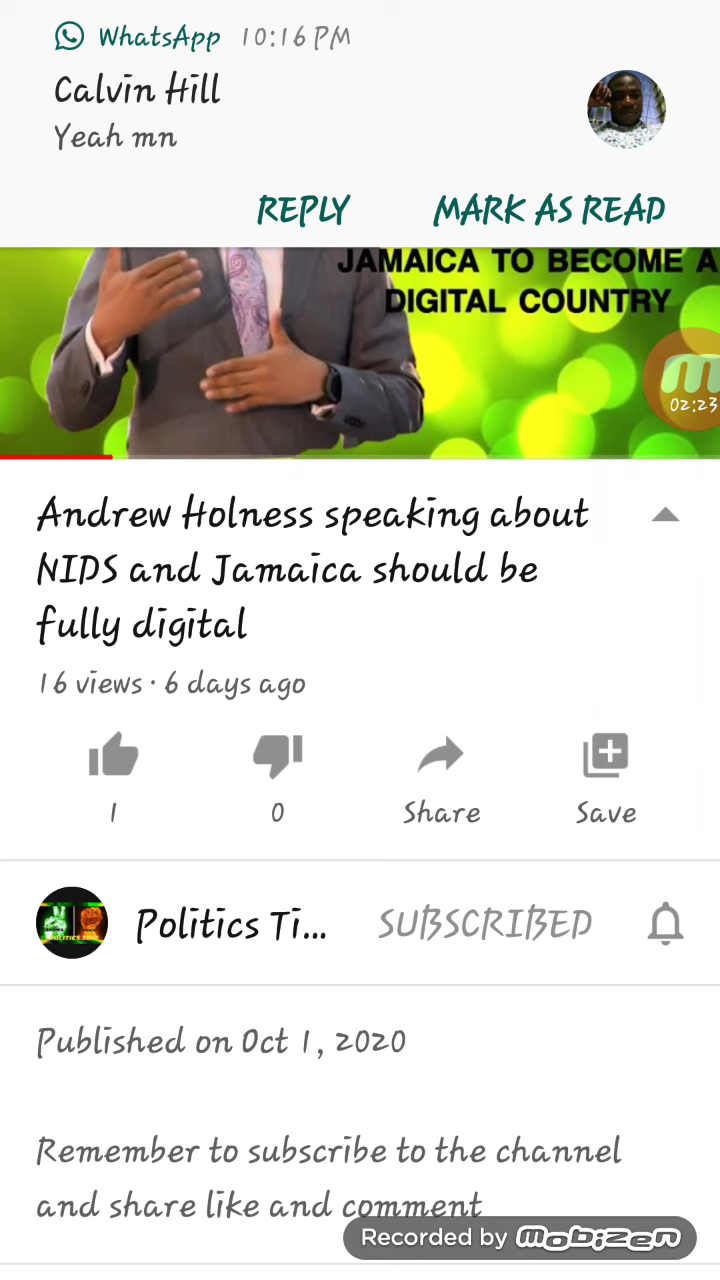 WhatsApp 10:16 PM
Calvin Hill
Yeah mn
REPLY MARK AS READ
JAMAICA TO BECOME A
DIGITAL COUNTRY
02:23
Andrew Holness speaking about
NIDS and Jamaica should be
fully digital
16 views · 6 days ago
1 0 Share Save
Politics Ti... SUBSCRIBED
Published on Oct 1, 2020
Remember to subscribe to the channel
and share like and comment
Recorded by mobizen